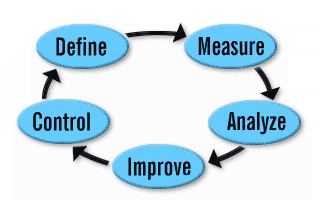 Define
Measure
Analyze
Improve
Control